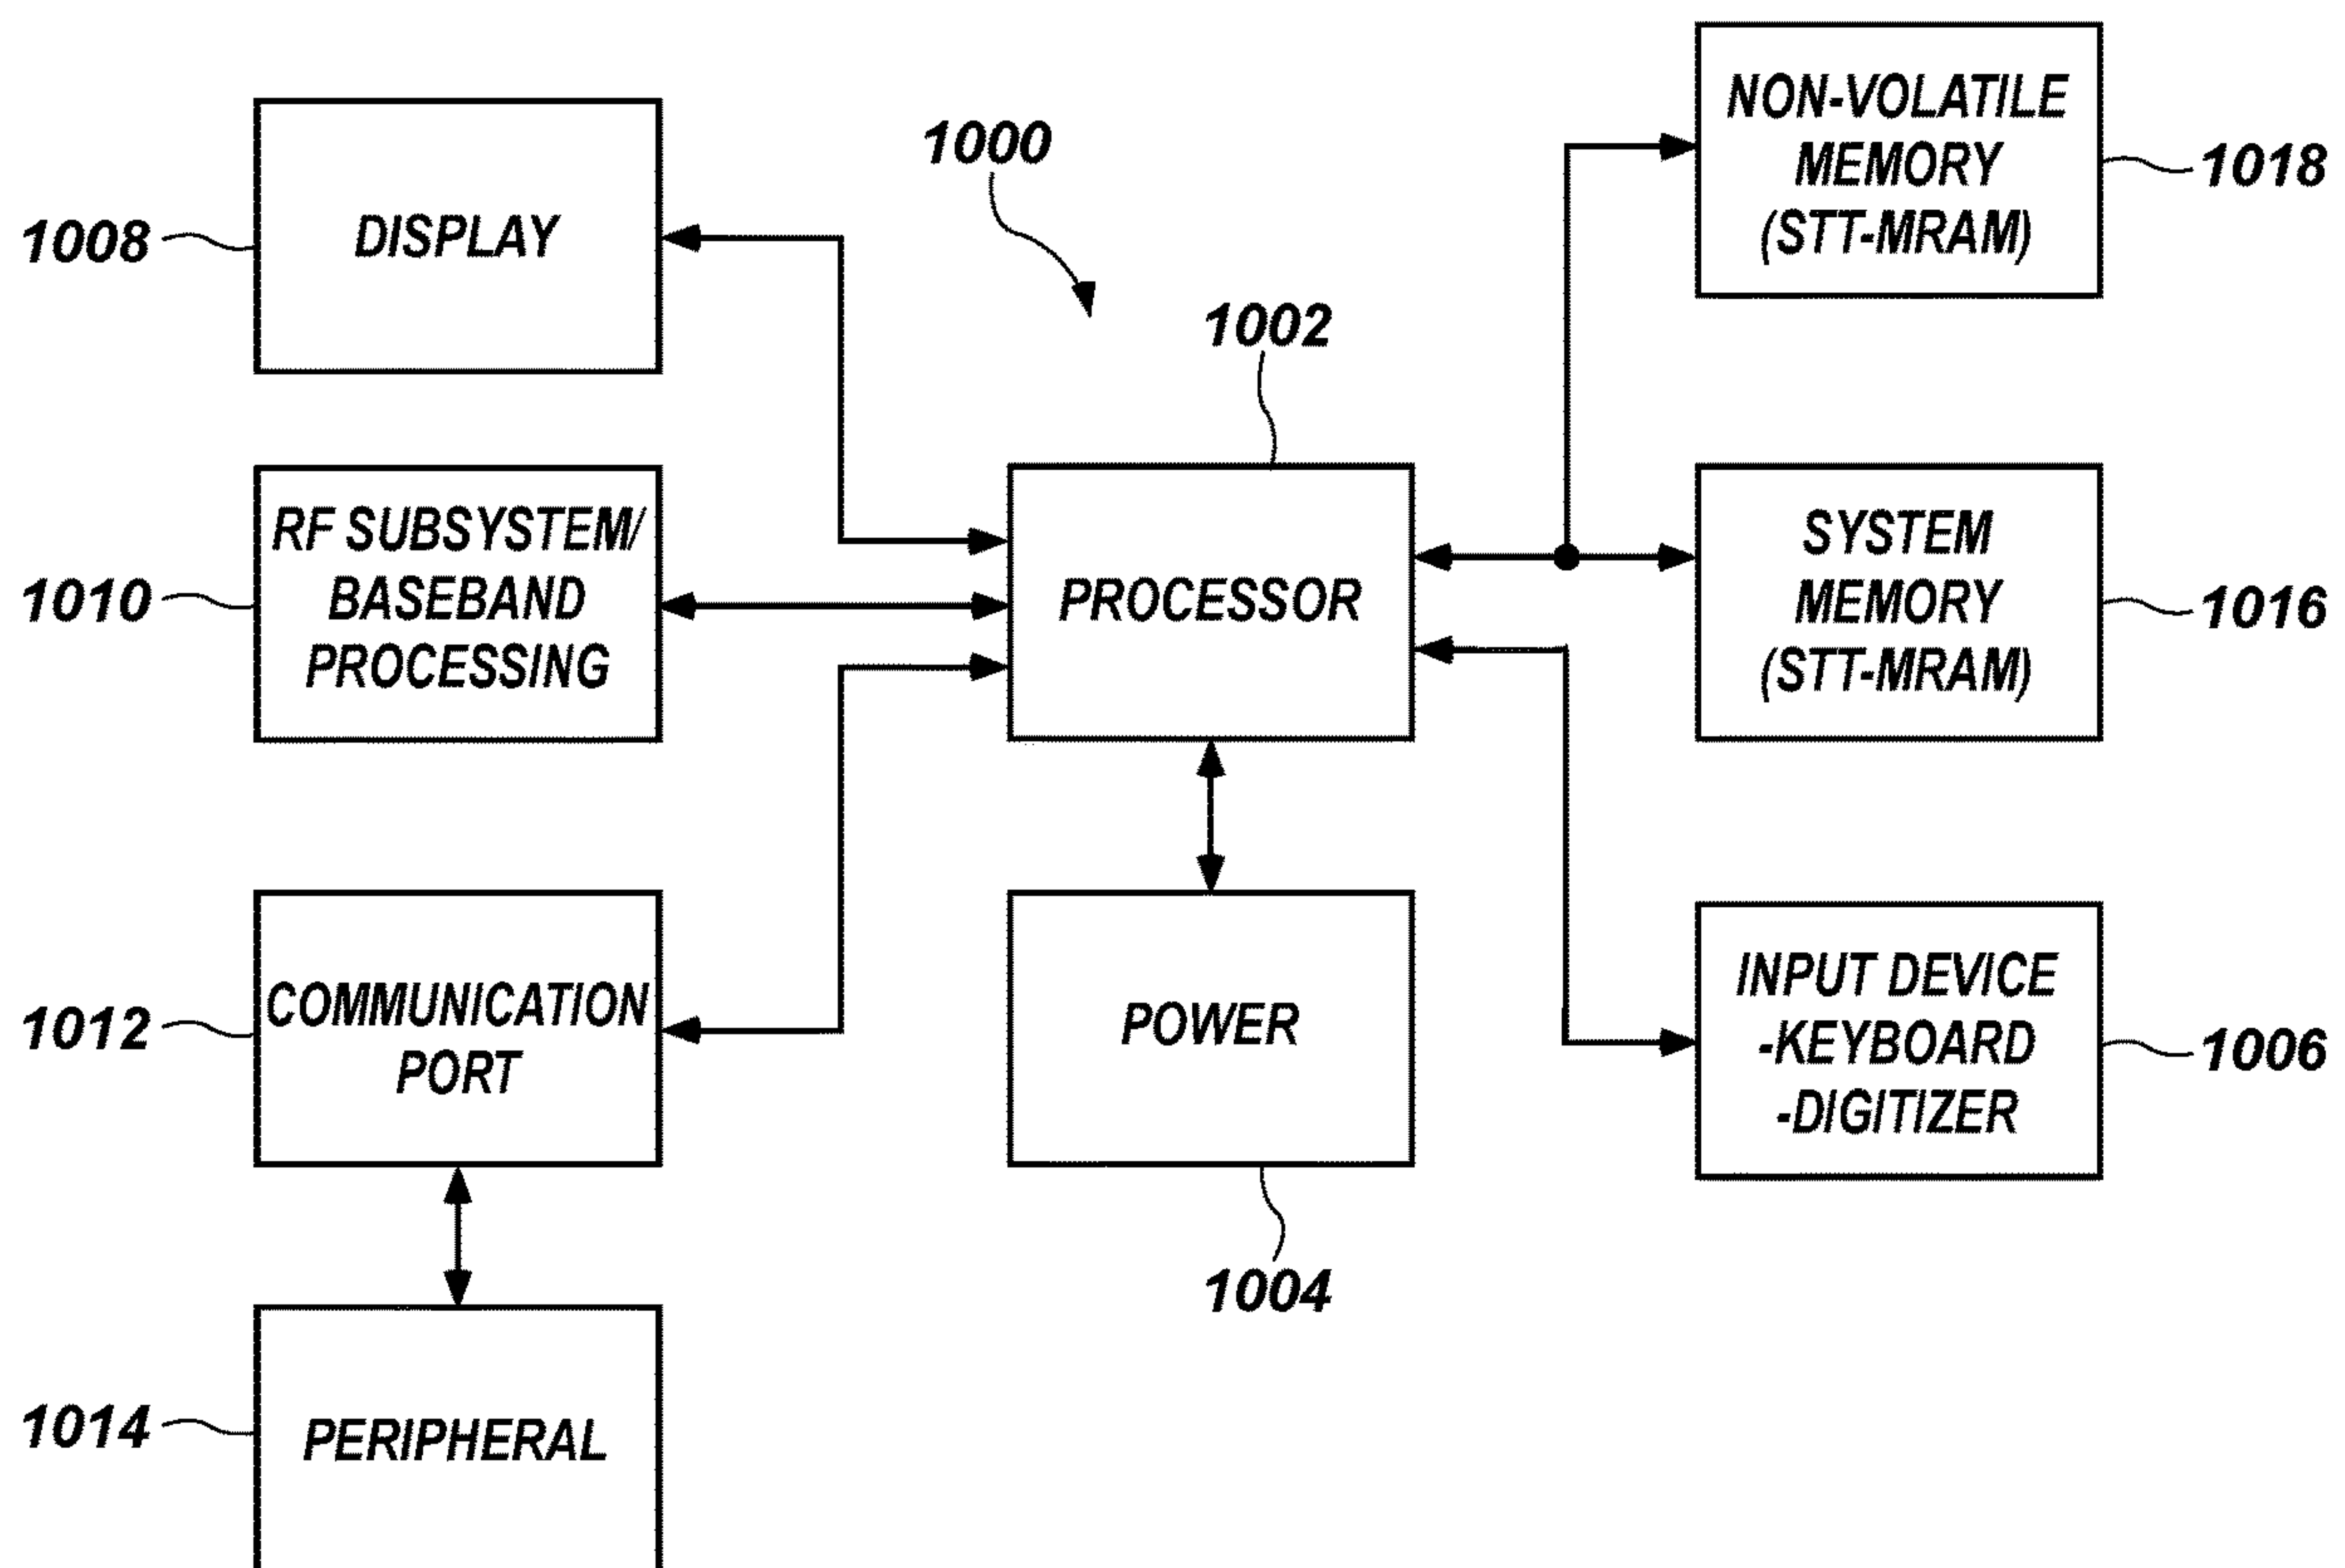 1000
1008
DISPLAY
1010
RF SUBSYSTEM/
BASEBAND
PROCESSING
1012
COMMUNICATION
PORT
1014
PERIPHERAL
1002
PROCESSOR
POWER
1004
NON-VOLATILE
MEMORY
(STT-MRAM)
1018
SYSTEM
MEMORY
(STT-MRAM)
1016
INPUT DEVICE
-KEYBOARD
-DIGITIZER
1006